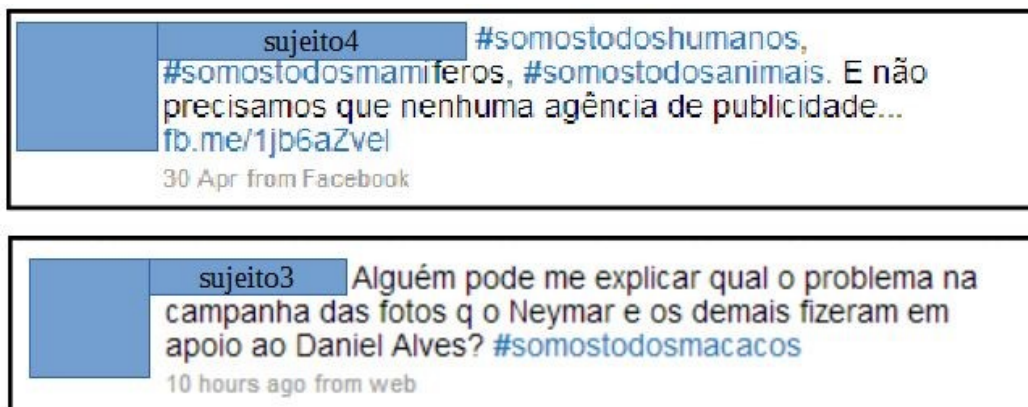 sujeito4 #somostodoshumanos,
#somostodosmamiferos, #somostodosanimais. E não
precisamos que nenhuma agência de publicidade...
fb.me/1jb6aZvel
30 Apr from Facebook
sujeito3 Alguém pode me explicar qual o problema na
campanha das fotos q o Neymar e os demais fizeram em
apoio ao Daniel Alves? #somostodosmacacos
10 hours ago from web